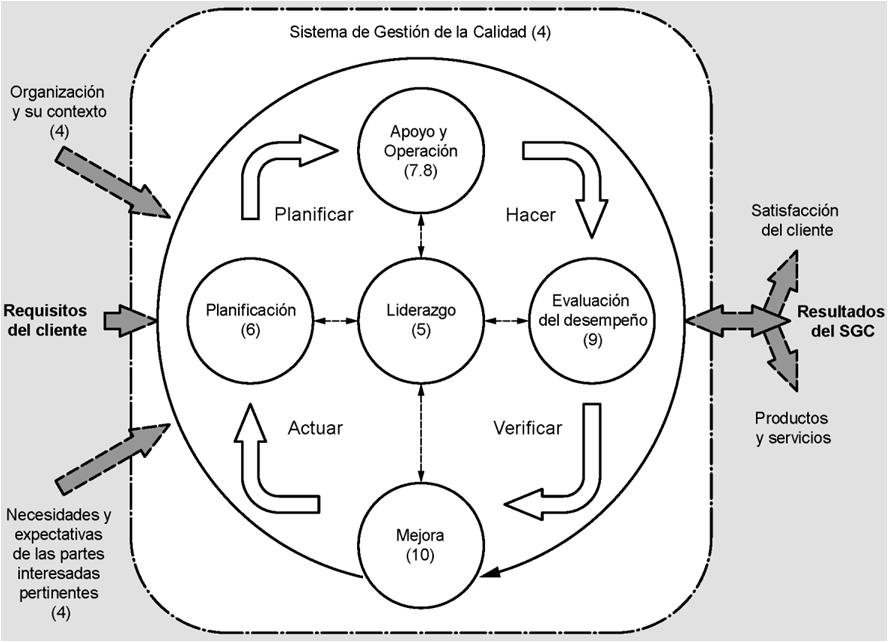 Sistema de Gestión de la Calidad (4)
Organización
y su contexto
(4)
Apoyo y
Operación
(7.8)
Planificar
Hacer
Satisfacción
del cliente
Requisitos
del cliente
Planificación
(6)
Liderazgo
(5)
Evaluación
del desempeño
(9)
Resultados
del SGC
Actuar
Verificar
Productos
y servicios
Necesidades y
expectativas
de las partes
interesadas
pertinentes
(4)
Mejora
(10)